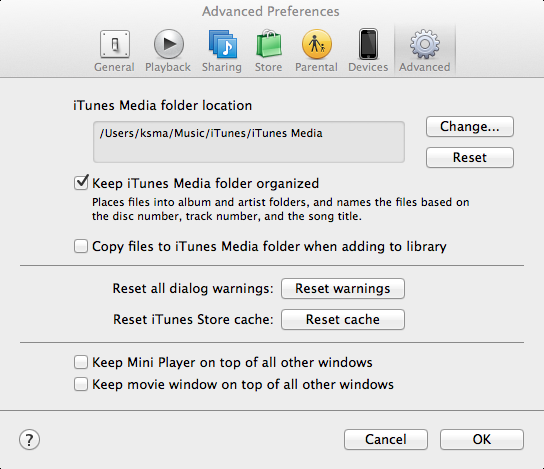 Advanced Preferences
General Playback Sharing Store Parental Devices Advanced
iTunes Media folder location
/Users/ksma/Music/iTunes/iTunes Media
Change...
Reset
Keep iTunes Media folder organized
Places files into album and artist folders, and names the files based
on the disc number, track number, and the song title.
Copy files to iTunes Media folder when adding to library
Reset all dialog warnings: Reset warnings
Reset iTunes Store cache: Reset cache
Keep Mini Player on top of all other windows
Keep movie window on top of all other windows
? Cancel OK